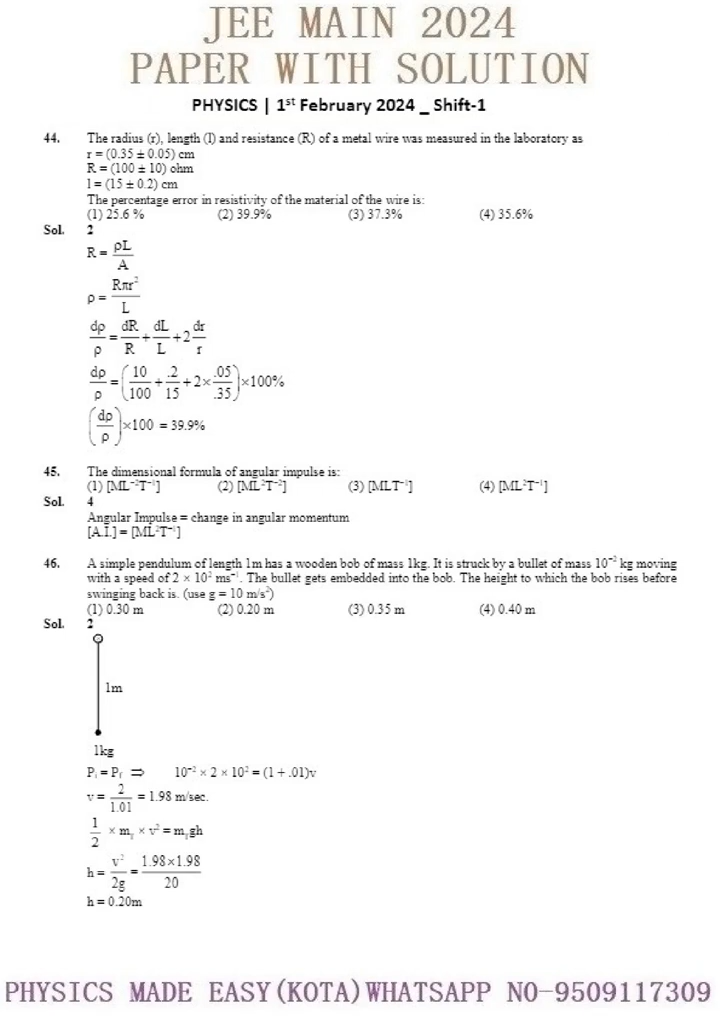 JEE MAIN 2024
PAPER WITH SOLUTION
PHYSICS | 1st February 2024 _ Shift-1
44. The radius (r), length (l) and resistance (R) of a metal wire was measured in the laboratory as
r = (0.35 ± 0.05) cm
R = (100 ± 10) ohm
l = (15 ± 0.2) cm
The percentage error in resistivity of the material of the wire is:
(1) 25.6 % (2) 39.9% (3) 37.3% (4) 35.6%
Sol. 2
R = ρL/A
ρ = Rπr²/L
dρ/ρ = dR/R + dL/L + 2 dr/r
dρ/ρ = (10/100 + .2/15 + 2 × .05/.35) × 100%
(dρ/ρ) × 100 = 39.9%
45. The dimensional formula of angular impulse is:
(1) [ML⁻²T⁻¹] (2) [ML²T⁻²] (3) [MLT⁻¹] (4) [ML²T⁻¹]
Sol. 4
Angular Impulse = change in angular momentum
[A.I.] = [ML²T⁻¹]
46. A simple pendulum of length 1m has a wooden bob of mass 1kg. It is struck by a bullet of mass 10⁻² kg moving
with a speed of 2 × 10² ms⁻¹. The bullet gets embedded into the bob. The height to which the bob rises before
swinging back is. (use g = 10 m/s²)
(1) 0.30 m (2) 0.20 m (3) 0.35 m (4) 0.40 m
Sol. 2
1m
1kg
Pᵢ = P_f ⇒ 10⁻² × 2 × 10² = (1 + .01)v
v = 2/1.01 = 1.98 m/sec.
1/2 × m_T × v² = m_T gh
h = v²/2g = 1.98×1.98/20
h = 0.20m
PHYSICS MADE EASY(KOTA)WHATSAPP NO-9509117309